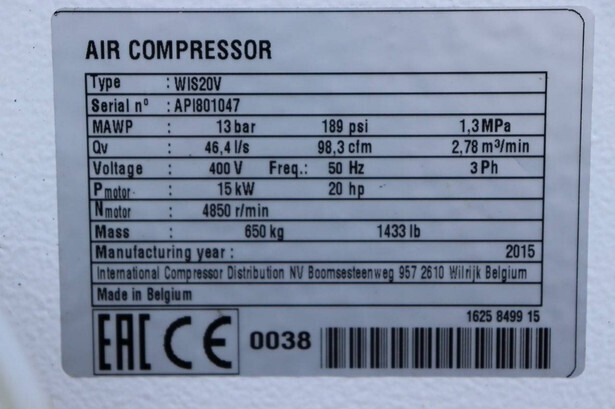 AIR COMPRESSOR
Type : WIS20V
Serial nº : API801047
MAWP : 13 bar 189 psi 1,3 MPa
Qv : 46,4 l/s 98,3 cfm 2,78 m³/min
Voltage : 400 V Freq.: 50 Hz 3 Ph
Pmotor : 15 kW 20 hp
Nmotor : 4850 r/min
Mass : 650 kg 1433 lb
Manufacturing year : 2015
International Compressor Distribution NV Boomsesteenweg 957 2610 Wilrijk Belgium
Made in Belgium
1625 8499 15
EAC CE 0038